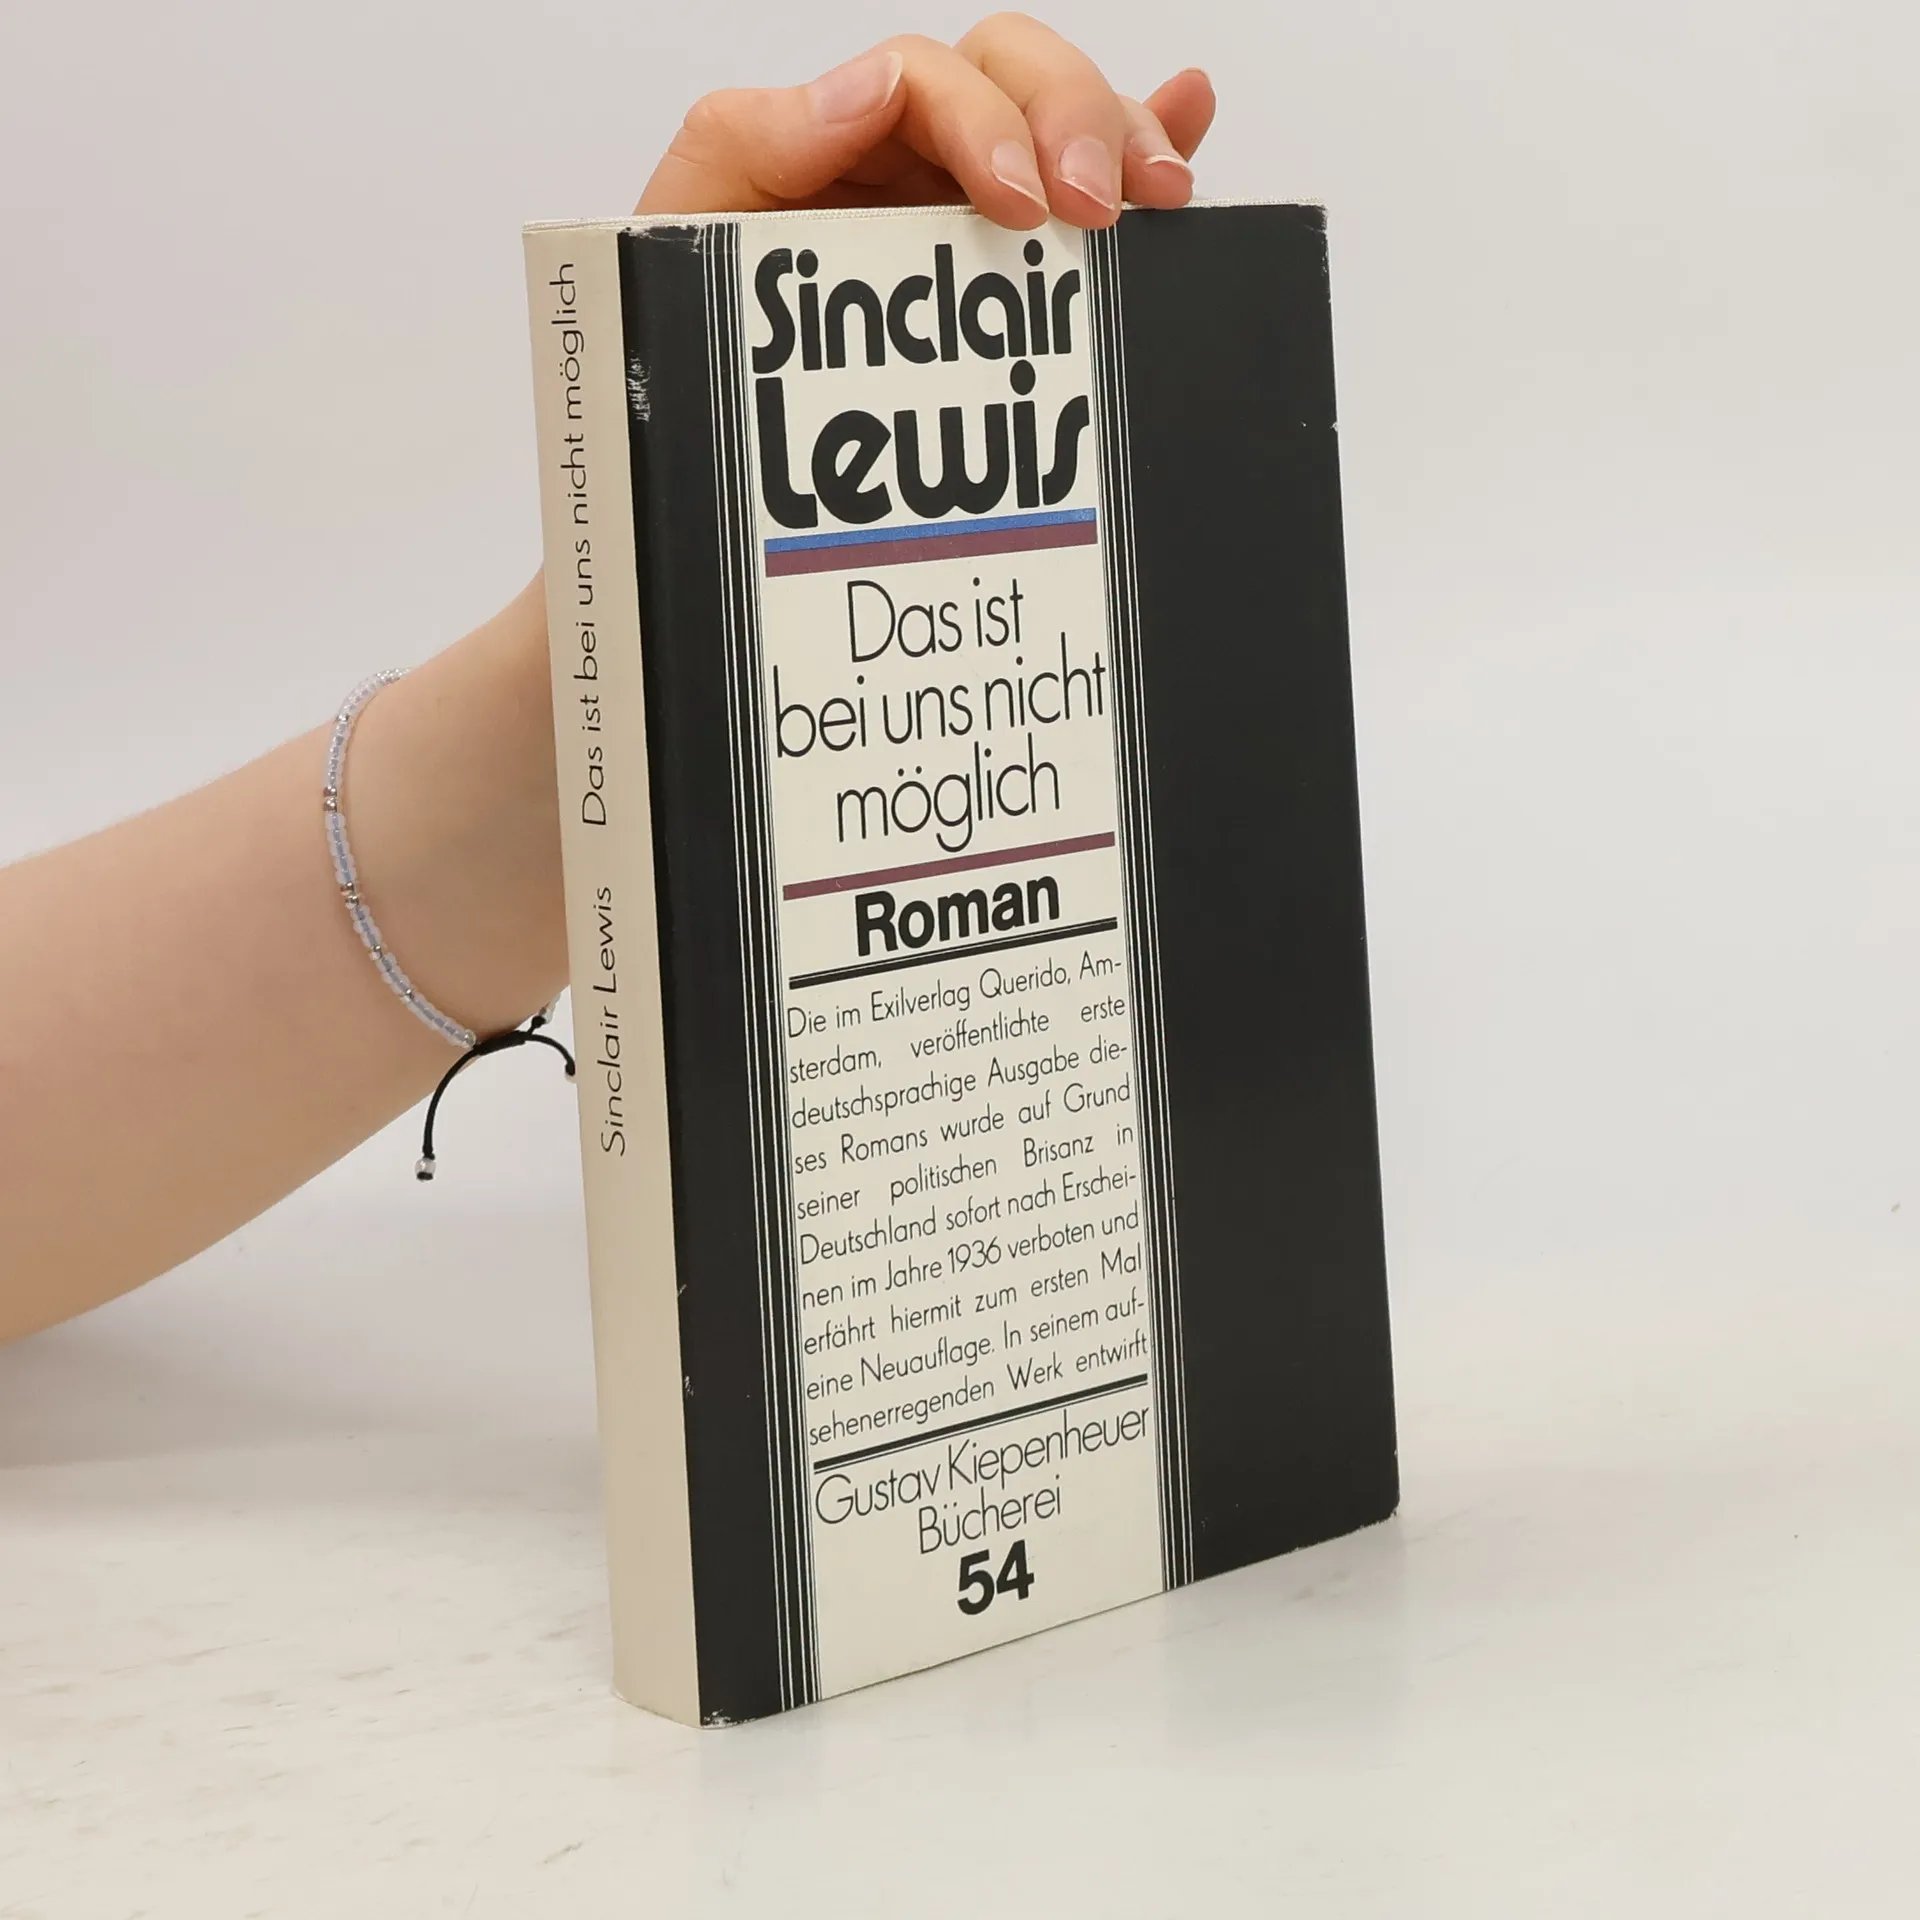 Sinclair Lewis   Das ist bei uns nicht möglich
Sinclair
Lewis
Das ist
bei uns nicht
möglich
Roman
Die im Exilverlag Querido, Am-
sterdam, veröffentlichte erste
deutschsprachige Ausgabe die-
ses Romans wurde auf Grund
seiner politischen Brisanz in
Deutschland sofort nach Erschei-
nen im Jahre 1936 verboten und
erfährt hiermit zum ersten Mal
eine Neuauflage. In seinem auf-
sehenerregenden Werk entwirft
Gustav Kiepenheuer
Bücherei
54